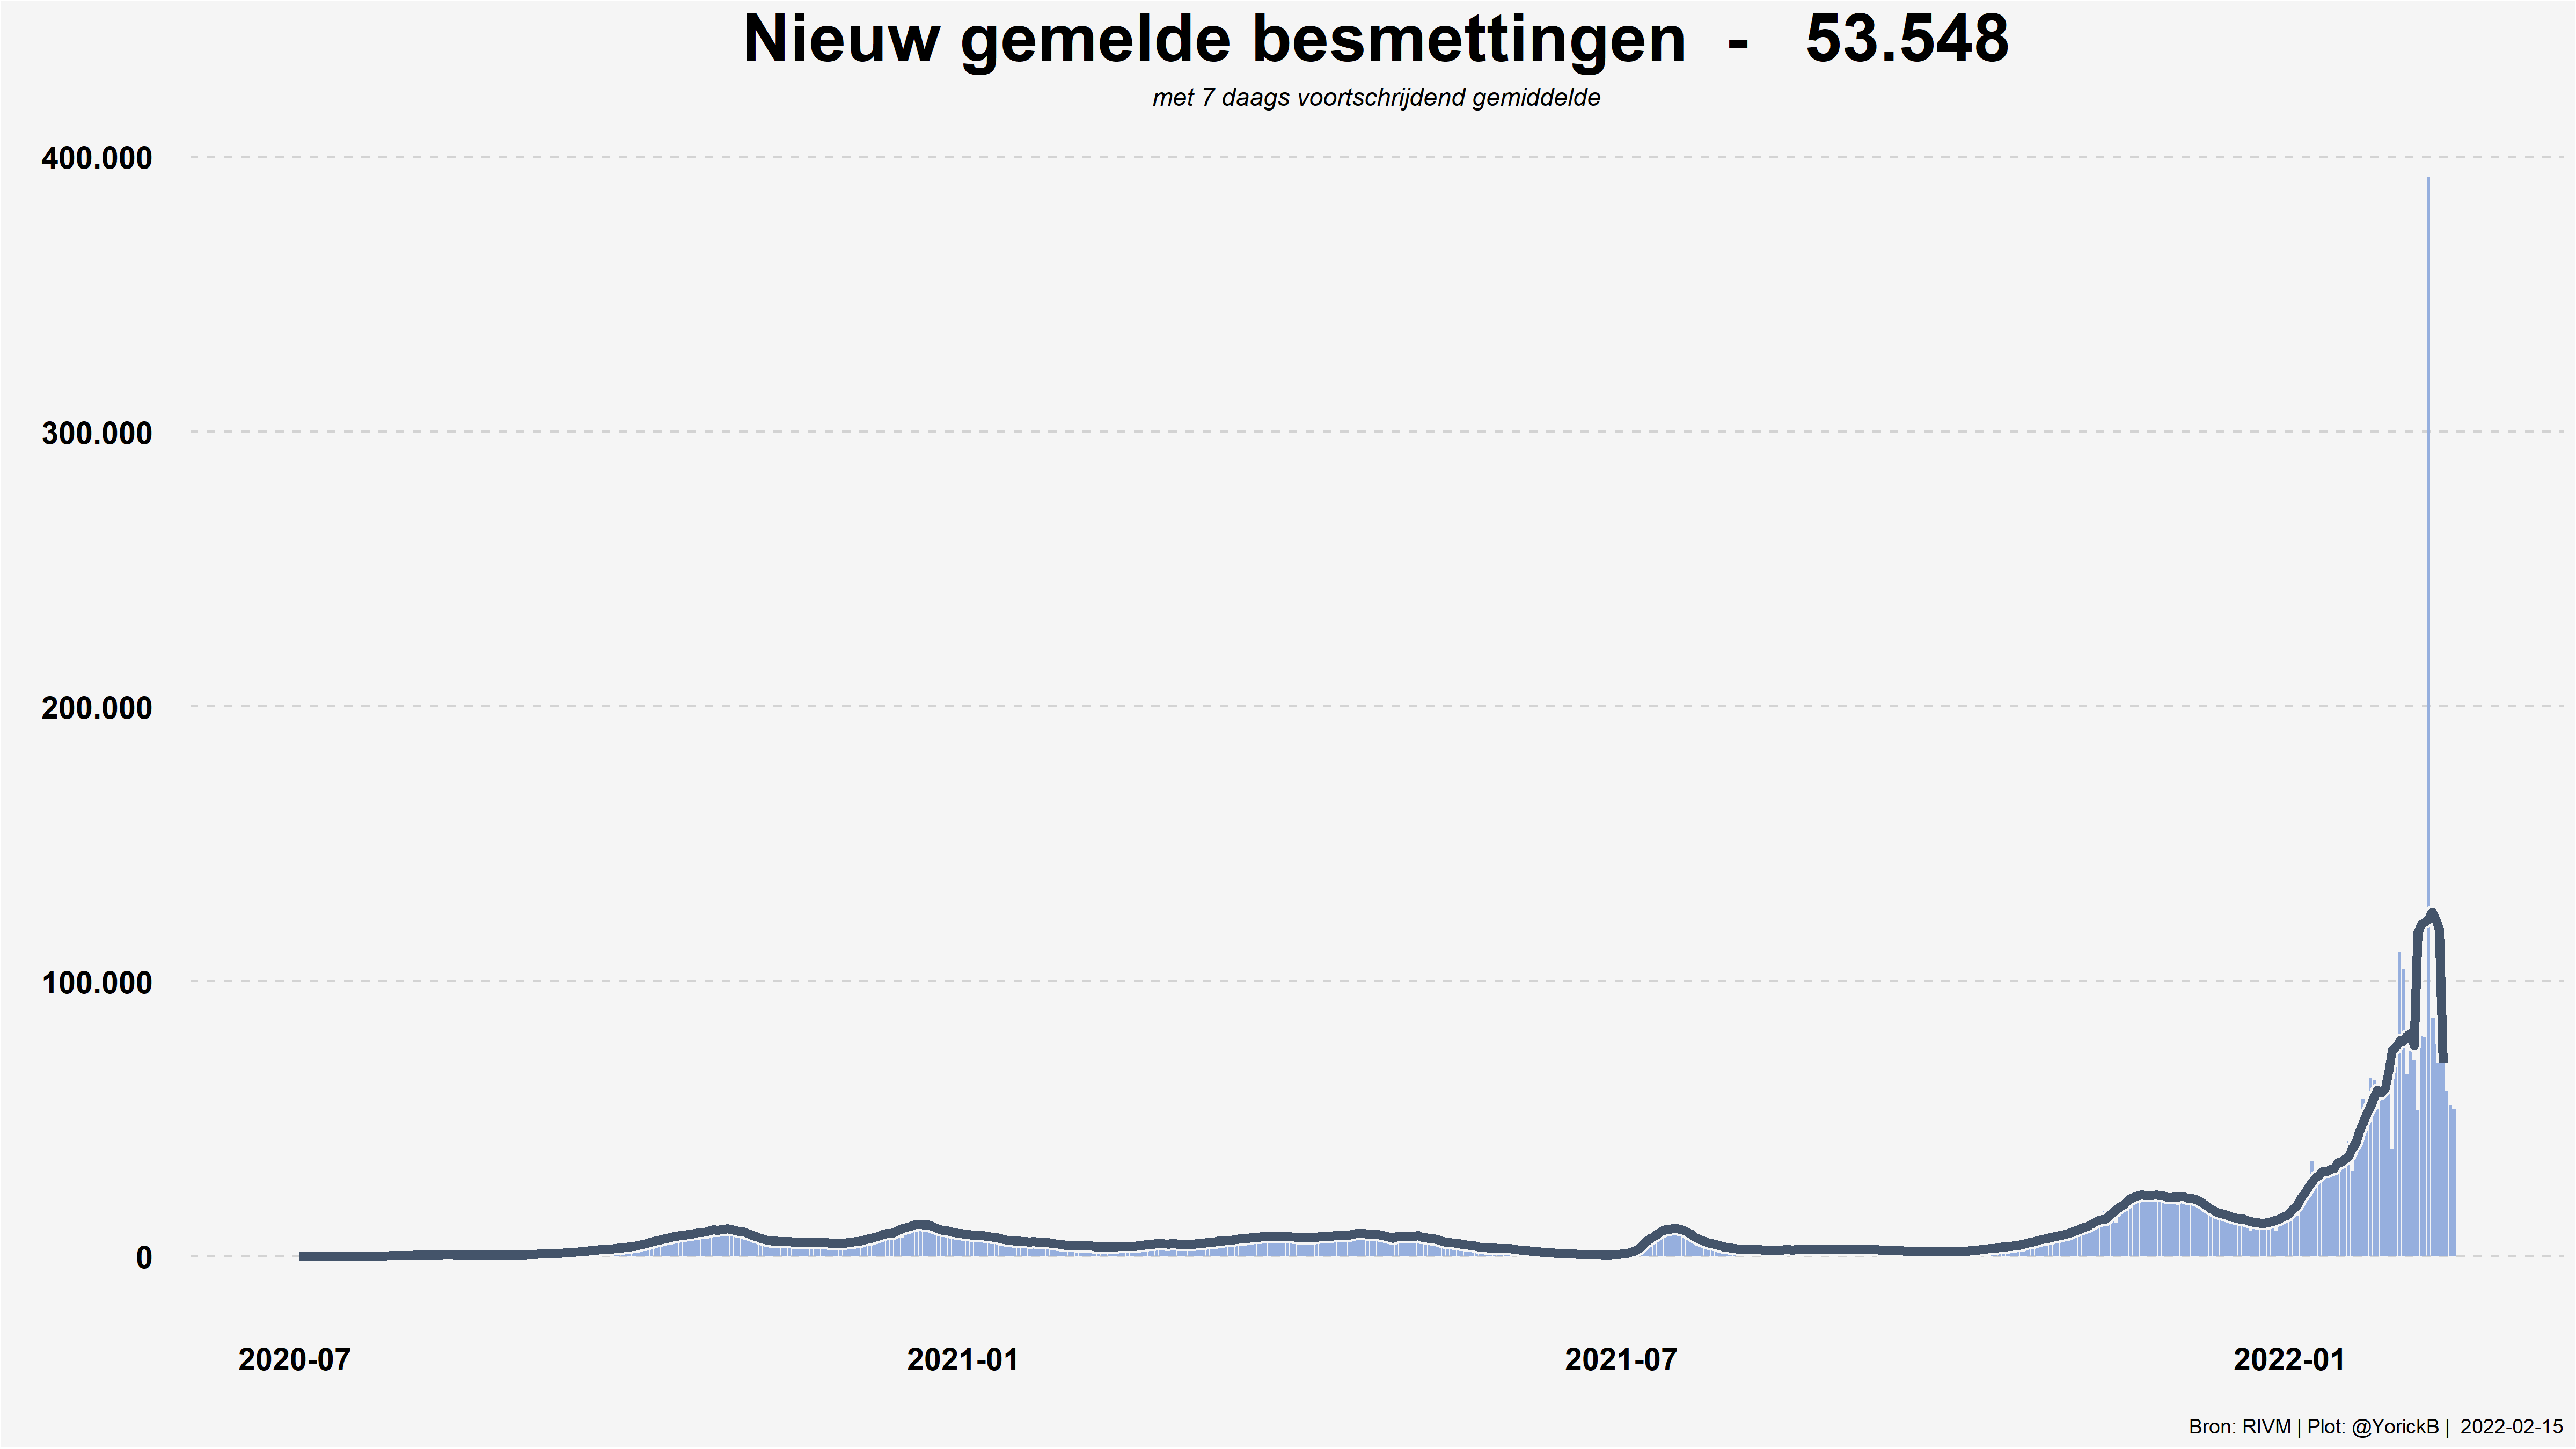 Nieuw gemelde besmettingen - 53.548
met 7 daags voortschrijdend gemiddelde
400.000
300.000
200.000
100.000
0
2020-07 2021-01 2021-07 2022-01
Bron: RIVM | Plot: @YorickB | 2022-02-15